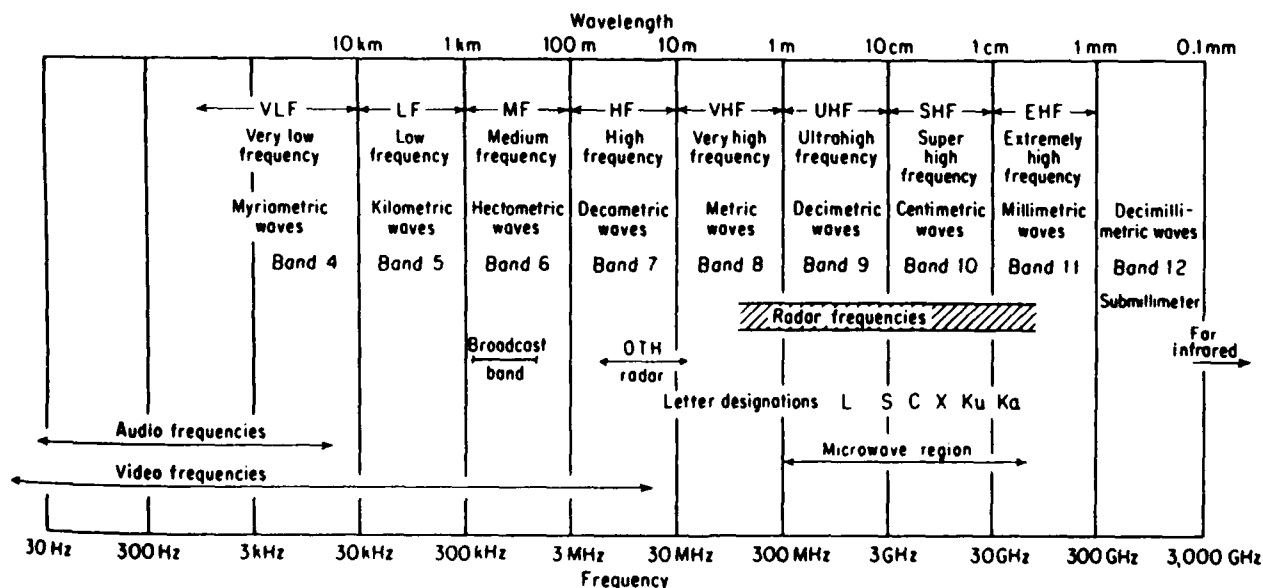 Wavelength
10 km 1 km 100 m 10 m 1 m 10 cm 1 cm 1 mm 0.1 mm
VLF LF MF HF VHF UHF SHF EHF
Very low frequency
Low frequency
Medium frequency
High frequency
Very high frequency
Ultrahigh frequency
Super high frequency
Extremely high frequency
Myriametric waves
Kilometric waves
Hectometric waves
Decametric waves
Metric waves
Decimetric waves
Centimetric waves
Millimetric waves
Decimilli-
metric waves
Band 4 Band 5 Band 6 Band 7 Band 8 Band 9 Band 10 Band 11 Band 12
Submillimeter
Radar frequencies
Far
infrared
Broadcast
band
OTH
radar
Letter designations L S C X Ku Ka
Audio frequencies
Microwave region
Video frequencies
30 Hz 300 Hz 3 kHz 30 kHz 300 kHz 3 MHz 30 MHz 300 MHz 3 GHz 30 GHz 300 GHz 3,000 GHz
Frequency